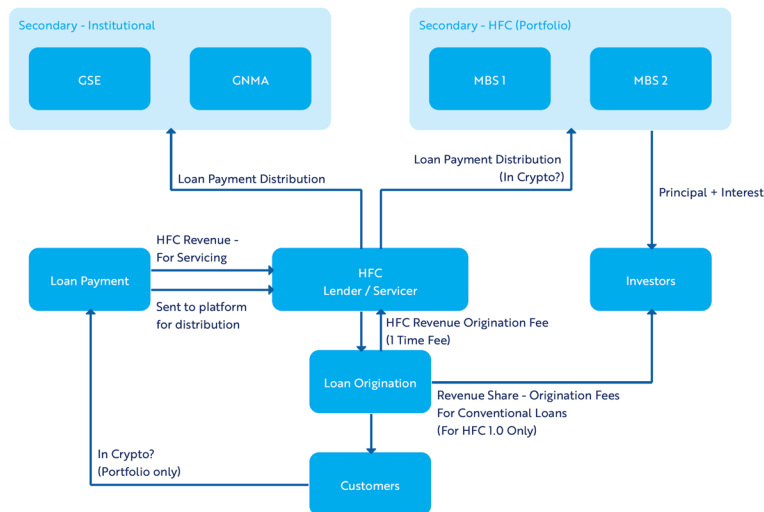 Secondary - Institutional
GSE
GNMA
Secondary - HFC (Portfolio)
MBS 1
MBS 2
Loan Payment Distribution
Loan Payment Distribution
(In Crypto?)
Principal + Interest
HFC Revenue -
For Servicing
Loan Payment
Sent to platform
for distribution
HFC
Lender / Servicer
Investors
HFC Revenue Origination Fee
(1 Time Fee)
Loan Origination
Revenue Share - Origination Fees
For Conventional Loans
(For HFC 1.0 Only)
In Crypto?
(Portfolio only)
Customers